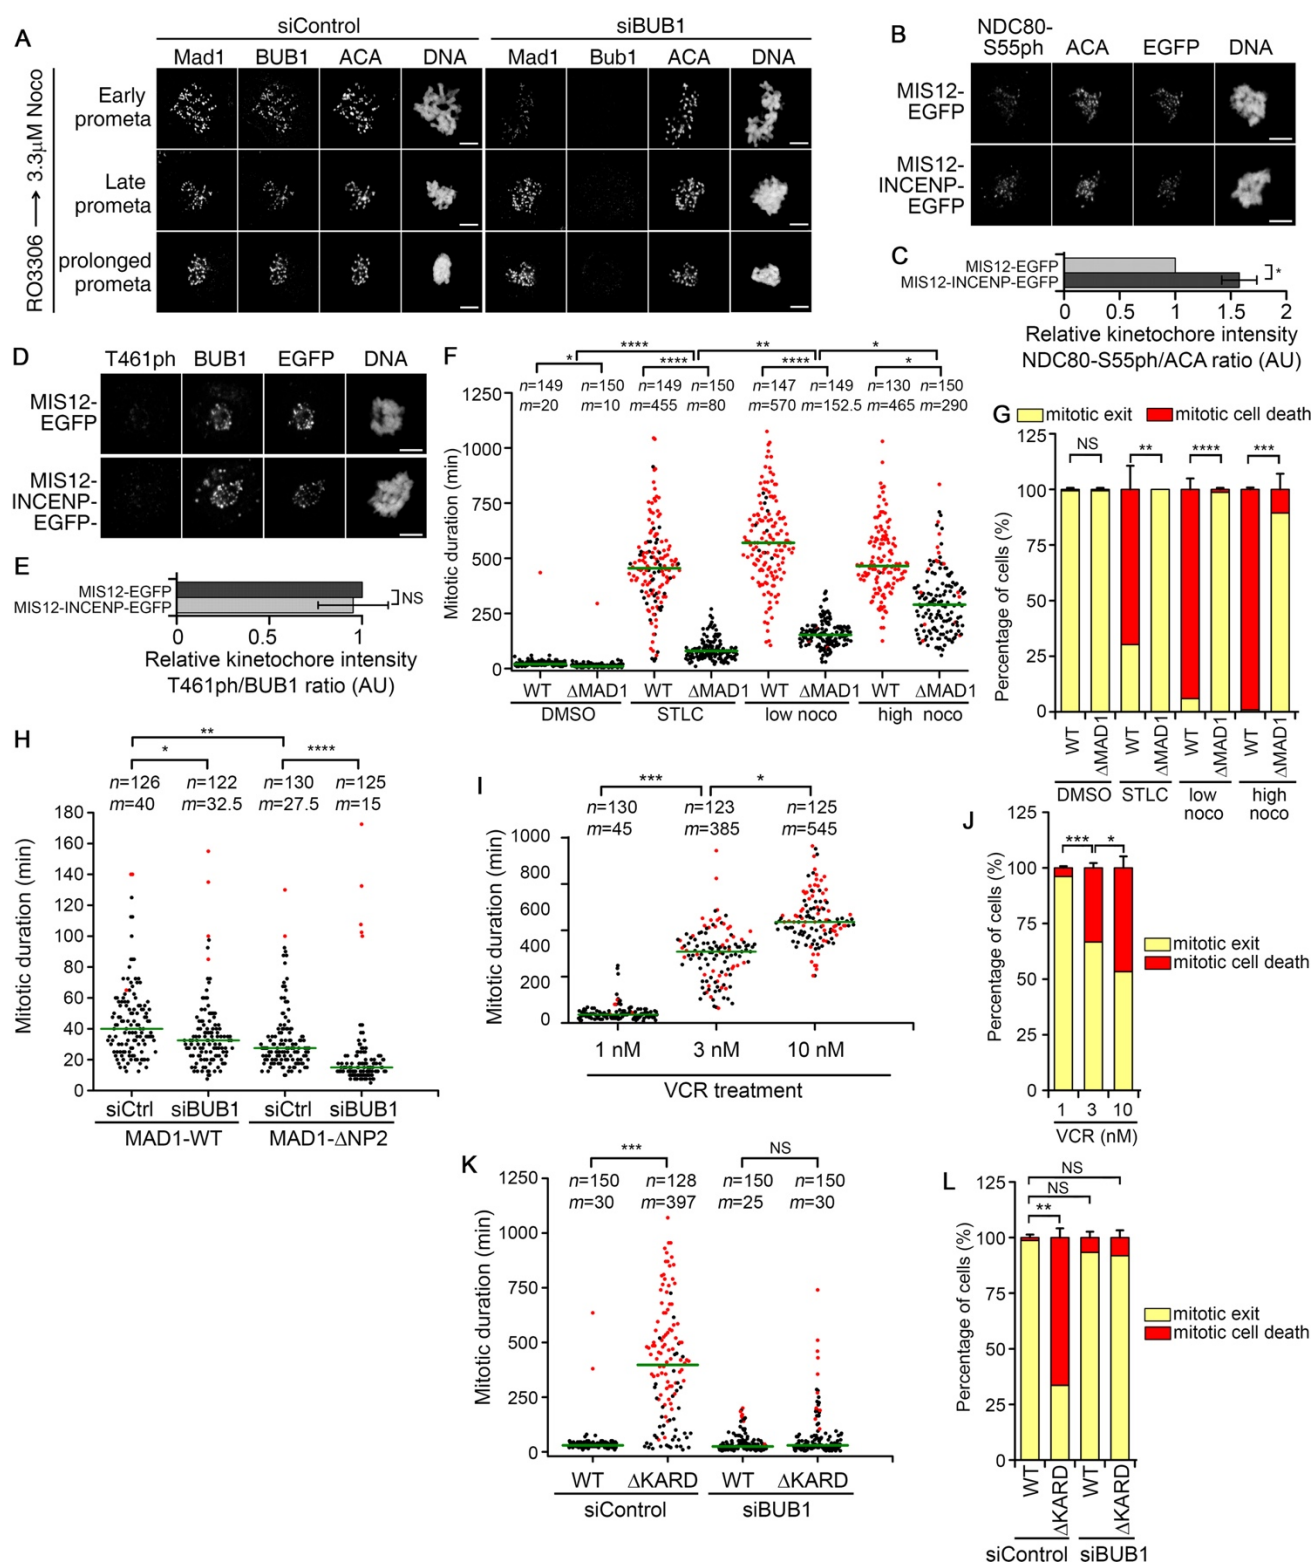 A
siControl
siBUB1
Mad1 BUB1 ACA DNA
Mad1 Bub1 ACA DNA
RO3306 ⟶ 3.3µM Noco
Early
prometa
Late
prometa
prolonged
prometa
B
NDC80-
S55ph
ACA EGFP DNA
MIS12-
EGFP
MIS12-
INCENP-
EGFP
C
MIS12-EGFP
MIS12-INCENP-EGFP
*
0 0.5 1 1.5 2
Relative kinetochore intensity
NDC80-S55ph/ACA ratio (AU)
D
T461ph BUB1 EGFP DNA
MIS12-
EGFP
MIS12-
INCENP-
EGFP-
E
MIS12-EGFP
MIS12-INCENP-EGFP
NS
0 0.5 1
Relative kinetochore intensity
T461ph/BUB1 ratio (AU)
F
**** ** *
* **** **** *
n=149 n=150 n=149 n=150 n=147 n=149 n=130 n=150
m=20 m=10 m=455 m=80 m=570 m=152.5 m=465 m=290
Mitotic duration (min)
1250
1000
750
500
250
0
WT ΔMAD1 WT ΔMAD1 WT ΔMAD1 WT ΔMAD1
DMSO STLC low noco high noco
G
mitotic exit mitotic cell death
NS ** **** ***
Percentage of cells (%)
125
100
75
50
25
0
WT ΔMAD1 WT ΔMAD1 WT ΔMAD1 WT ΔMAD1
DMSO STLC low noco high noco
H
**
* ****
n=126 n=122 n=130 n=125
m=40 m=32.5 m=27.5 m=15
Mitotic duration (min)
180
160
140
120
100
80
60
40
20
0
siCtrl siBUB1 siCtrl siBUB1
MAD1-WT MAD1-ΔNP2
I
*** *
n=130 n=123 n=125
m=45 m=385 m=545
Mitotic duration (min)
1000
800
600
400
200
0
1 nM 3 nM 10 nM
VCR treatment
J
*** *
Percentage of cells (%)
125
100
75
50
25
0
1 3 10
VCR (nM)
mitotic exit
mitotic cell death
K
*** NS
n=150 n=128 n=150 n=150
m=30 m=397 m=25 m=30
Mitotic duration (min)
1250
1000
750
500
250
0
WT ΔKARD WT ΔKARD
siControl siBUB1
L
NS
NS
**
Percentage of cells (%)
125
100
75
50
25
0
WT ΔKARD WT ΔKARD
siControl siBUB1
mitotic exit
mitotic cell death